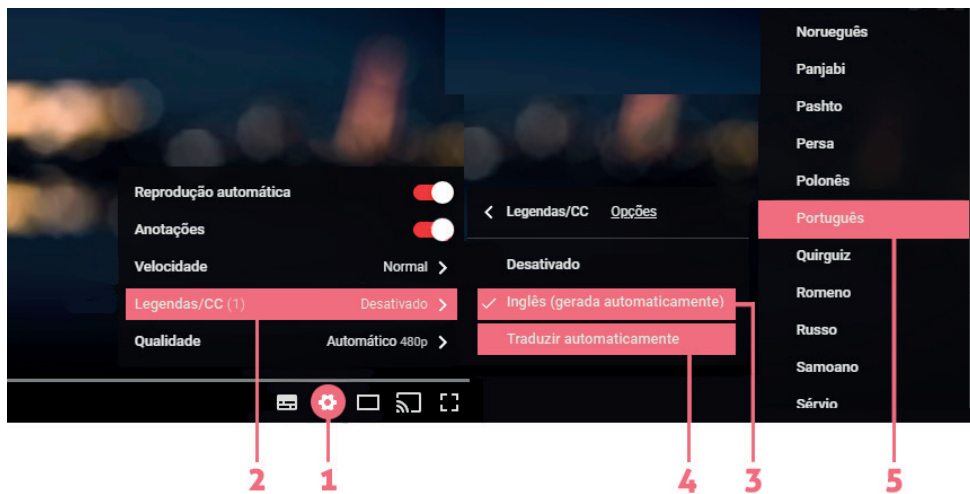 Reprodução automática
Anotações
Velocidade Normal
Legendas/CC (1) Desativado
Qualidade Automático 480p
Legendas/CC Opções
Desativado
Inglês (gerada automaticamente)
Traduzir automaticamente
Norueguês
Panjabi
Pashto
Persa
Polonês
Português
Quirguiz
Romeno
Russo
Samoano
Sérvio
2 1 4 3 5